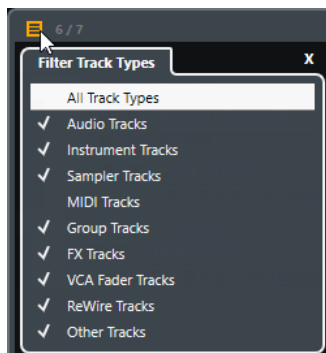 6 / 7
Filter Track Types X
All Track Types
Audio Tracks
Instrument Tracks
Sampler Tracks
MIDI Tracks
Group Tracks
FX Tracks
VCA Fader Tracks
ReWire Tracks
Other Tracks